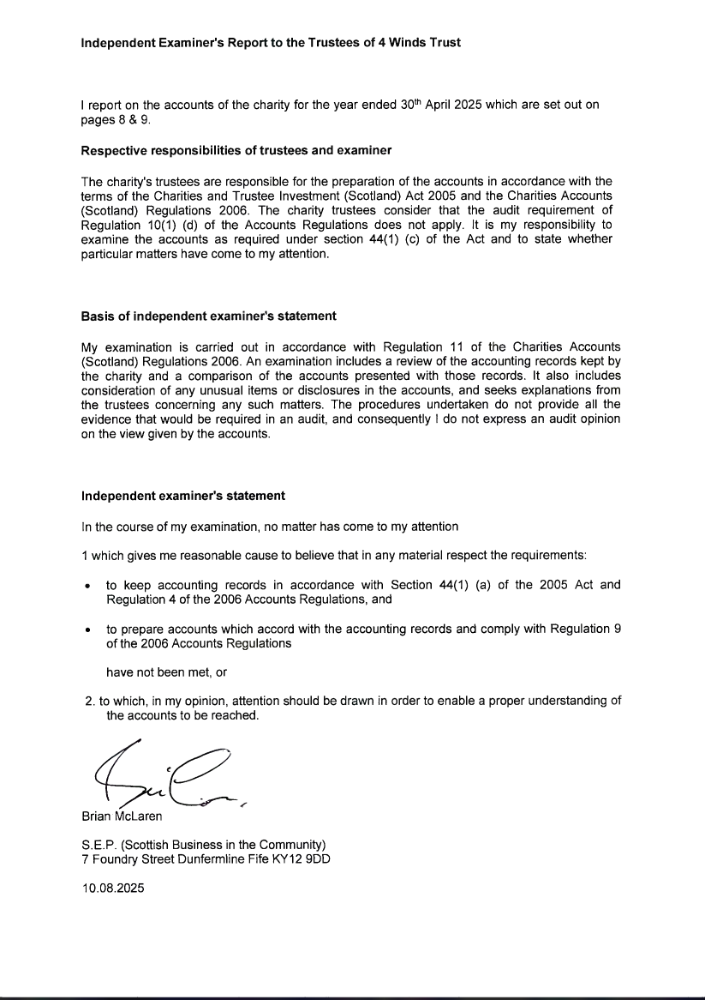 Independent Examiner's Report to the Trustees of 4 Winds Trust
I report on the accounts of the charity for the year ended 30th April 2025 which are set out on
pages 8 & 9.
Respective responsibilities of trustees and examiner
The charity's trustees are responsible for the preparation of the accounts in accordance with the
terms of the Charities and Trustee Investment (Scotland) Act 2005 and the Charities Accounts
(Scotland) Regulations 2006. The charity trustees consider that the audit requirement of
Regulation 10(1) (d) of the Accounts Regulations does not apply. It is my responsibility to
examine the accounts as required under section 44(1) (c) of the Act and to state whether
particular matters have come to my attention.
Basis of independent examiner's statement
My examination is carried out in accordance with Regulation 11 of the Charities Accounts
(Scotland) Regulations 2006. An examination includes a review of the accounting records kept by
the charity and a comparison of the accounts presented with those records. It also includes
consideration of any unusual items or disclosures in the accounts, and seeks explanations from
the trustees concerning any such matters. The procedures undertaken do not provide all the
evidence that would be required in an audit, and consequently I do not express an audit opinion
on the view given by the accounts.
Independent examiner's statement
In the course of my examination, no matter has come to my attention
1 which gives me reasonable cause to believe that in any material respect the requirements:
• to keep accounting records in accordance with Section 44(1) (a) of the 2005 Act and
Regulation 4 of the 2006 Accounts Regulations, and
• to prepare accounts which accord with the accounting records and comply with Regulation 9
of the 2006 Accounts Regulations
have not been met, or
2. to which, in my opinion, attention should be drawn in order to enable a proper understanding of
the accounts to be reached.
Brian McLaren
S.E.P. (Scottish Business in the Community)
7 Foundry Street Dunfermline Fife KY12 9DD
10.08.2025